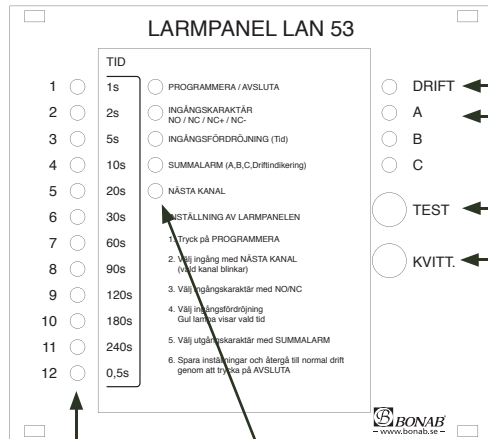 LARMPANEL LAN 53
TID
1 1s PROGRAMMERA / AVSLUTA DRIFT
2 2s INGÅNGSKARAKTÄR A
NO / NC / NC+ / NC-
3 5s INGÅNGSFÖRDRÖJNING (Tid) B
4 10s SUMMALARM (A,B,C,Driftindikering) C
5 20s NÄSTA KANAL
6 30s INSTÄLLNING AV LARMPANELEN TEST
7 60s 1. Tryck på PROGRAMMERA
2. Välj ingång med NÄSTA KANAL
8 90s (vald kanal blinkar) KVITT.
9 120s 3. Välj ingångskaraktär med NO/NC
4. Välj ingångsfördröjning
10 180s Gul lampa visar vald tid
11 240s 5. Välj utgångskaraktär med SUMMALARM
6. Spara inställningar och återgå till normal drift
12 0,5s genom att trycka på AVSLUTA
B BONAB®
www.bonab.se